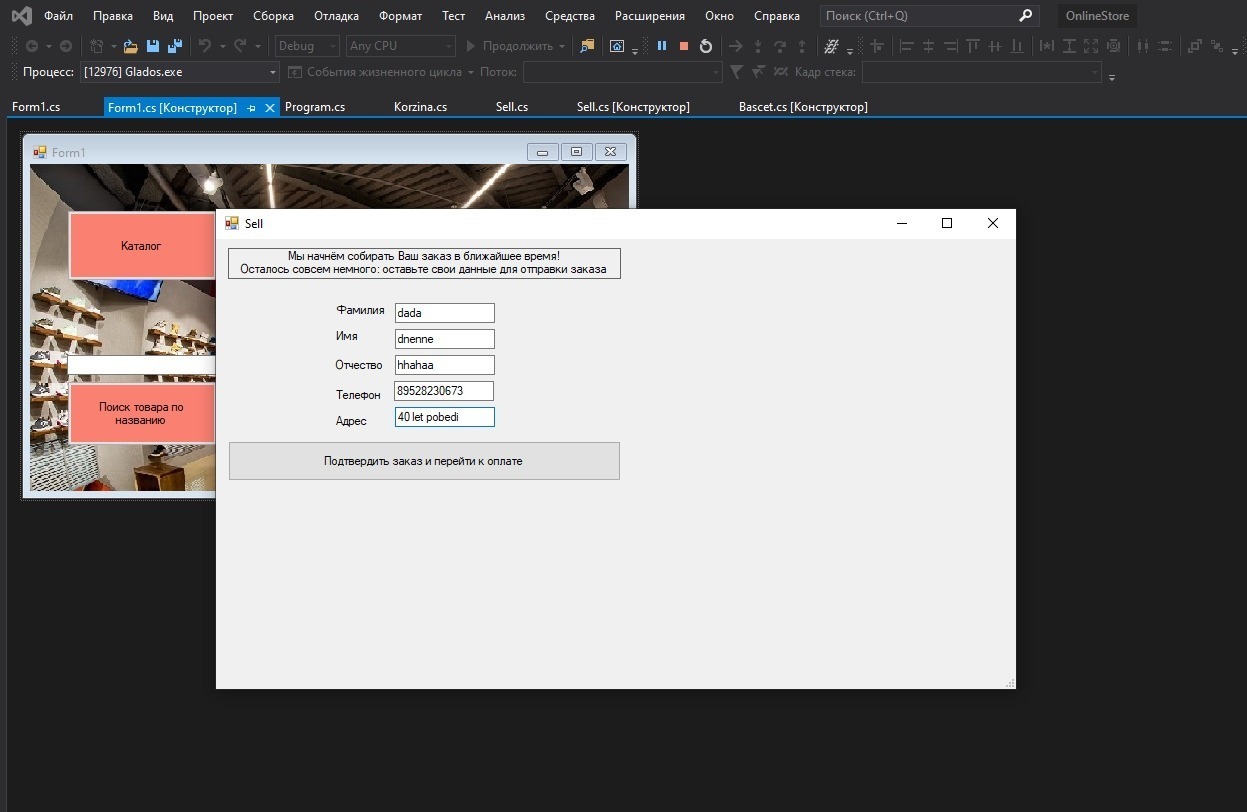 Файл Правка Вид Проект Сборка Отладка Формат Тест Анализ Средства Расширения Окно Справка Поиск (Ctrl+Q) OnlineStore
Debug Any CPU Продолжить
Процесс: [12976] Glados.exe События жизненного цикла Поток: Кадр стека:
Form1.cs Form1.cs [Конструктор] Program.cs Korzina.cs Sell.cs Sell.cs [Конструктор] Bascet.cs [Конструктор]
Form1
Каталог
Поиск товара по
названию
Sell
Мы начнём собирать Ваш заказ в ближайшее время!
Осталось совсем немного: оставьте свои данные для отправки заказа
Фамилия dada
Имя dnenne
Отчество hhahaa
Телефон 89528230673
Адрес 40 let pobedi
Подтвердить заказ и перейти к оплате